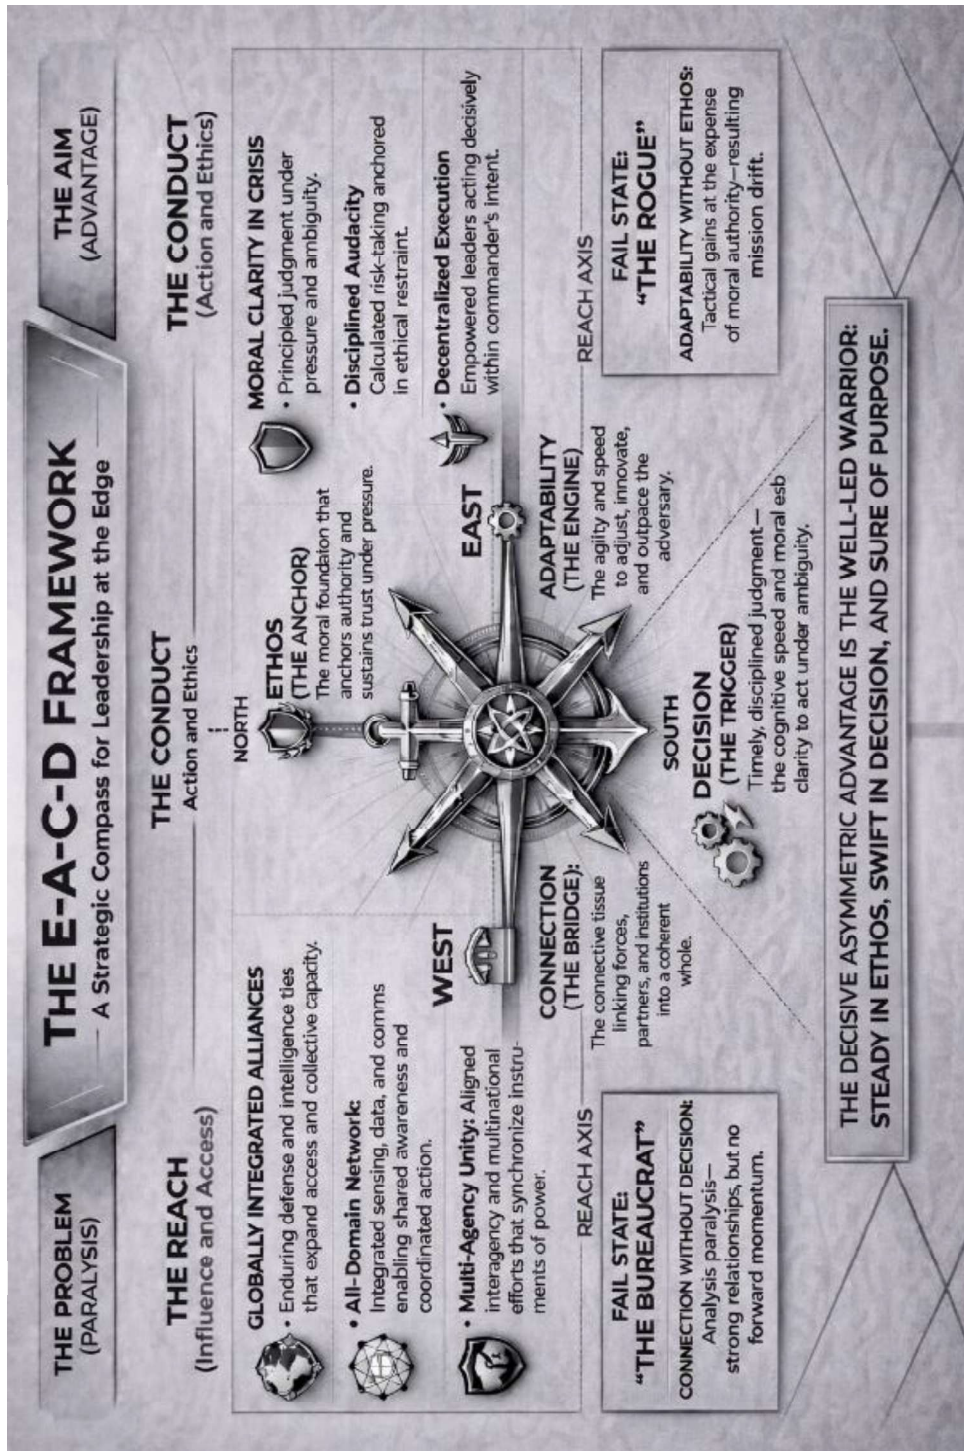 THE PROBLEM
(PARALYSIS)
THE E-A-C-D FRAMEWORK
A Strategic Compass for Leadership at the Edge
THE AIM
(ADVANTAGE)
THE REACH
(Influence and Access)
THE CONDUCT
Action and Ethics
THE CONDUCT
(Action and Ethics)
GLOBALLY INTEGRATED ALLIANCES
• Enduring defense and intelligence ties
that expand access and collective capacity.
• All-Domain Network:
Integrated sensing, data, and comms
enabling shared awareness and
coordinated action.
• Multi-Agency Unity: Aligned
interagency and multinational
efforts that synchronize instru-
ments of power.
REACH AXIS
NORTH
ETHOS
(THE ANCHOR)
The moral foundaion that
anchors authority and
sustains trust under pressure.
WEST
CONNECTION
(THE BRIDGE):
The connective tissue
linking forces,
partners, and institutions
into a coherent
whole.
EAST
ADAPTABILITY
(THE ENGINE)
The agility and speed
to adjust, innovate,
and outpace the
adversary.
SOUTH
DECISION
(THE TRIGGER)
Timely, disciplined judgment—
the cognitive speed and moral esb
clarity to act under ambiguity.
MORAL CLARITY IN CRISIS
• Principled judgment under
pressure and ambiguity.
• Disciplined Audacity
Calculated risk-taking anchored
in ethical restraint.
• Decentralized Execution
Empowered leaders acting decisively
within commander's intent.
REACH AXIS
FAIL STATE:
"THE BUREAUCRAT"
CONNECTION WITHOUT DECISION:
Analysis paralysis—
strong relationships, but no
forward momentum.
FAIL STATE:
"THE ROGUE"
ADAPTABILITY WITHOUT ETHOS:
Tactical gains at the expense
of moral authority—resulting
mission drift.
THE DECISIVE ASYMMETRIC ADVANTAGE IS THE WELL-LED WARRIOR:
STEADY IN ETHOS, SWIFT IN DECISION, AND SURE OF PURPOSE.